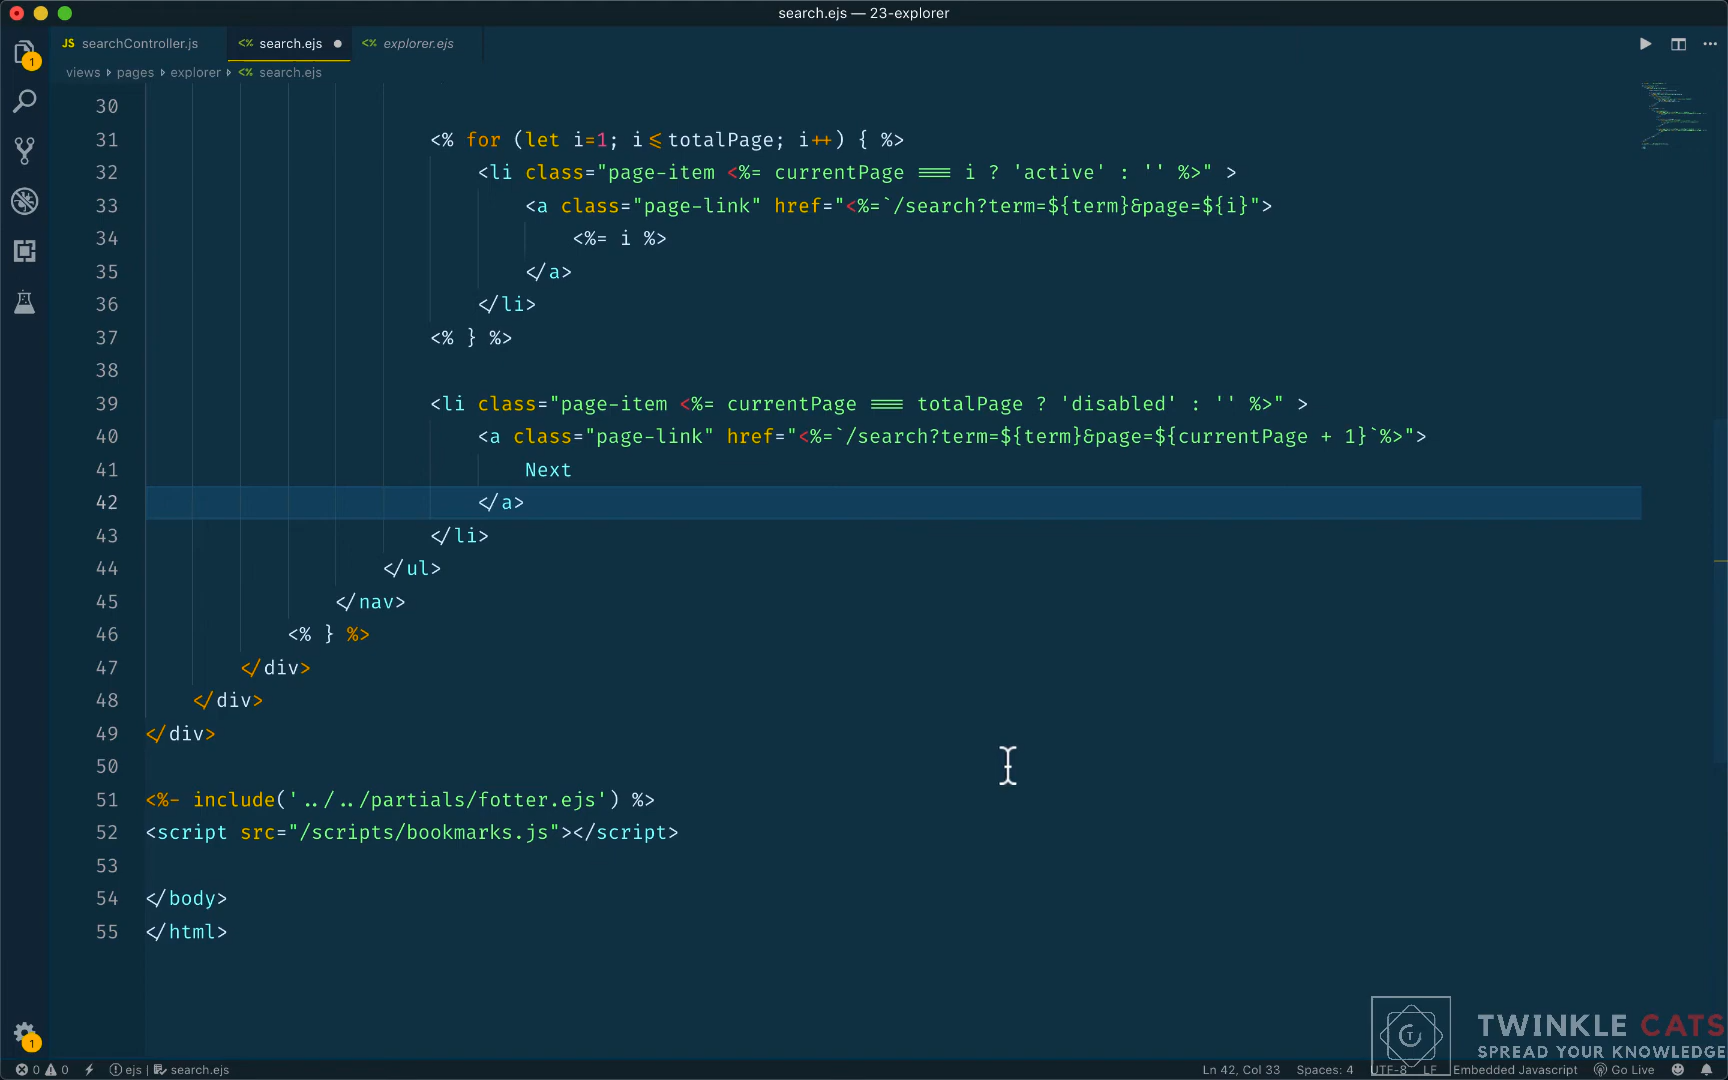 search.ejs — 23-explorer
JS searchController.js <% search.ejs ● <% explorer.ejs
views pages explorer <% search.ejs
30
31 <% for (let i=1; i<=totalPage; i++) { %>
32 <li class="page-item <%= currentPage === i ? 'active' : '' %>" >
33 <a class="page-link" href="<%=`/search?term=${term}&page=${i}">
34 <%= i %>
35 </a>
36 </li>
37 <% } %>
38
39 <li class="page-item <%= currentPage === totalPage ? 'disabled' : '' %>" >
40 <a class="page-link" href="<%=`/search?term=${term}&page=${currentPage + 1}`%>">
41 Next
42 </a>
43 </li>
44 </ul>
45 </nav>
46 <% } %>
47 </div>
48 </div>
49 </div>
50
51 <%- include('../../partials/fotter.ejs') %>
52 <script src="/scripts/bookmarks.js"></script>
53
54 </body>
55 </html>
1
1
TWINKLE CATS
SPREAD YOUR KNOWLEDGE
0 0 ejs | search.ejs Ln 42, Col 33 Spaces: 4 UTF-8 LF Embedded Javascript Go Live